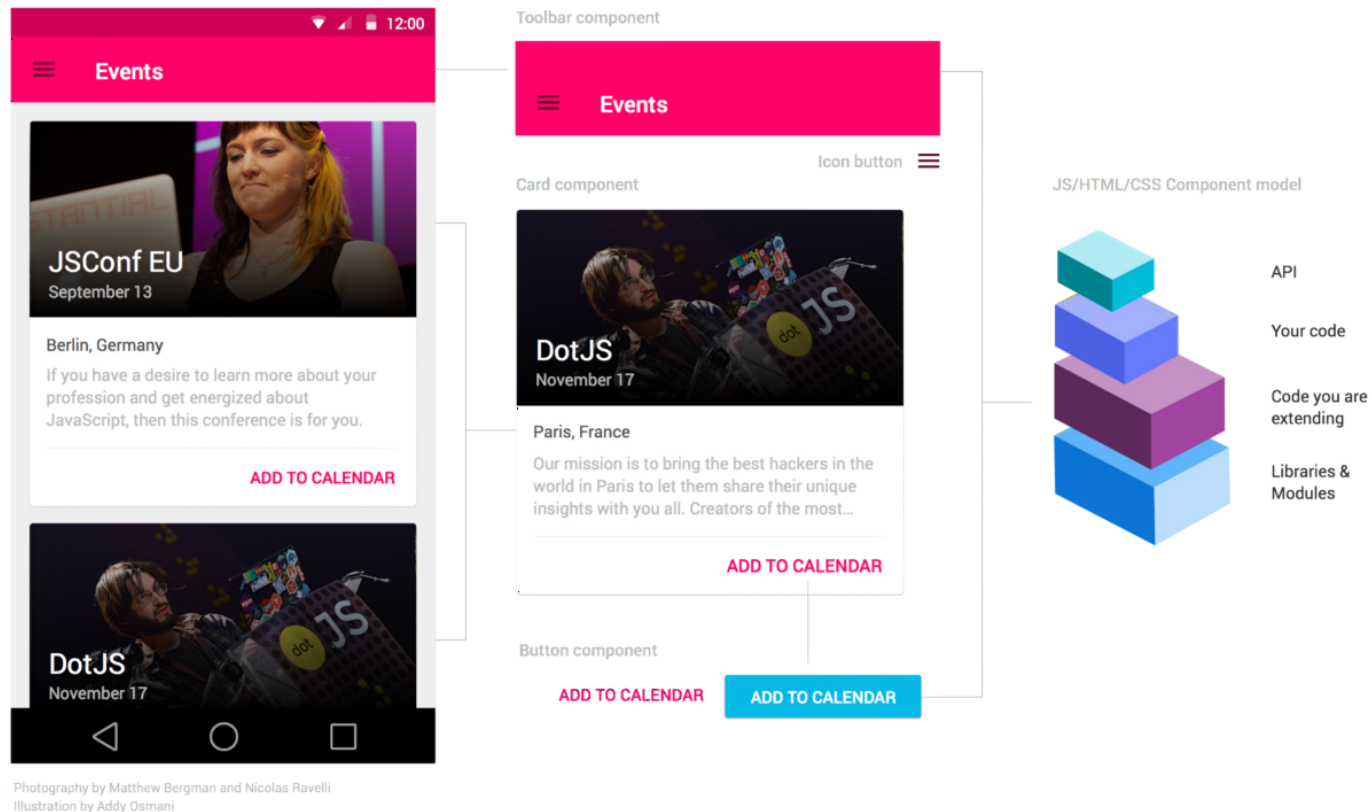 12:00
Events
STANTIAL
JSConf EU
September 13
Berlin, Germany
If you have a desire to learn more about your
profession and get energized about
JavaScript, then this conference is for you.
ADD TO CALENDAR
dot JS
DotJS
November 17
Photography by Matthew Bergman and Nicolas Ravelli
Illustration by Addy Osmani
Toolbar component
Events
Icon button
Card component
dot JS
DotJS
November 17
Paris, France
Our mission is to bring the best hackers in the
world in Paris to let them share their unique
insights with you all. Creators of the most...
ADD TO CALENDAR
Button component
ADD TO CALENDAR
ADD TO CALENDAR
JS/HTML/CSS Component model
API
Your code
Code you are
extending
Libraries &
Modules